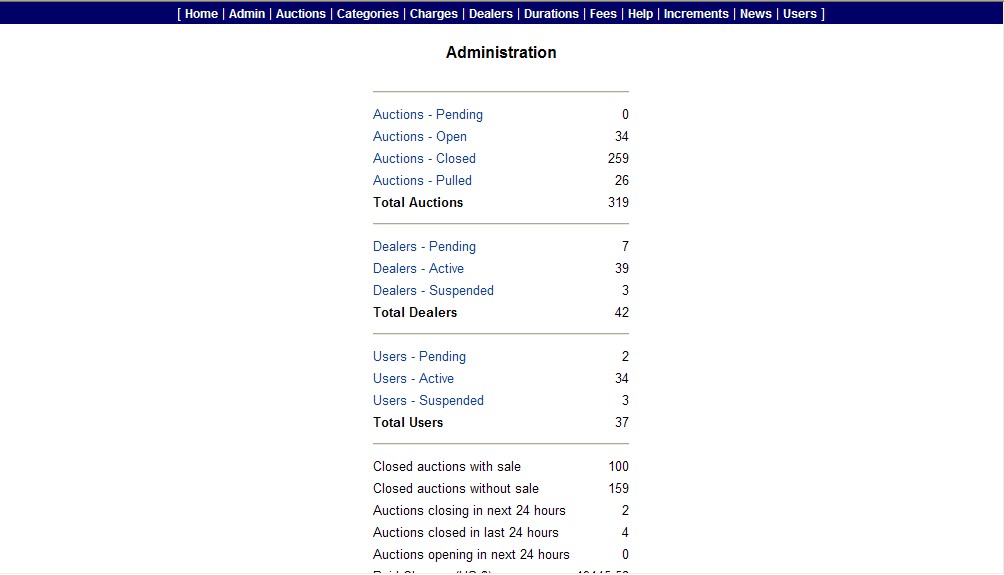 [ Home | Admin | Auctions | Categories | Charges | Dealers | Durations | Fees | Help | Increments | News | Users ]
Administration
Auctions - Pending 0
Auctions - Open 34
Auctions - Closed 259
Auctions - Pulled 26
Total Auctions 319
Dealers - Pending 7
Dealers - Active 39
Dealers - Suspended 3
Total Dealers 42
Users - Pending 2
Users - Active 34
Users - Suspended 3
Total Users 37
Closed auctions with sale 100
Closed auctions without sale 159
Auctions closing in next 24 hours 2
Auctions closed in last 24 hours 4
Auctions opening in next 24 hours 0